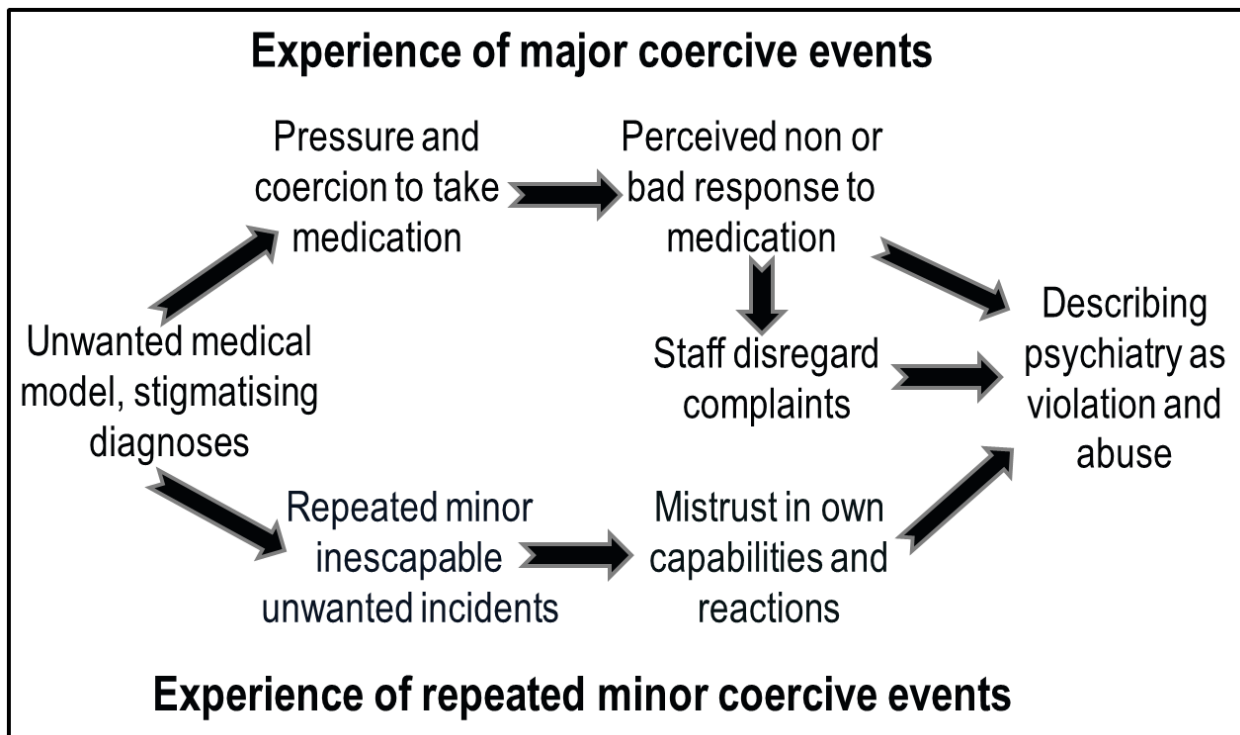 Experience of major coercive events
Pressure and
coercion to take
medication
Perceived non or
bad response to
medication
Unwanted medical
model, stigmatising
diagnoses
Staff disregard
complaints
Describing
psychiatry as
violation and
abuse
Repeated minor
inescapable
unwanted incidents
Mistrust in own
capabilities and
reactions
Experience of repeated minor coercive events